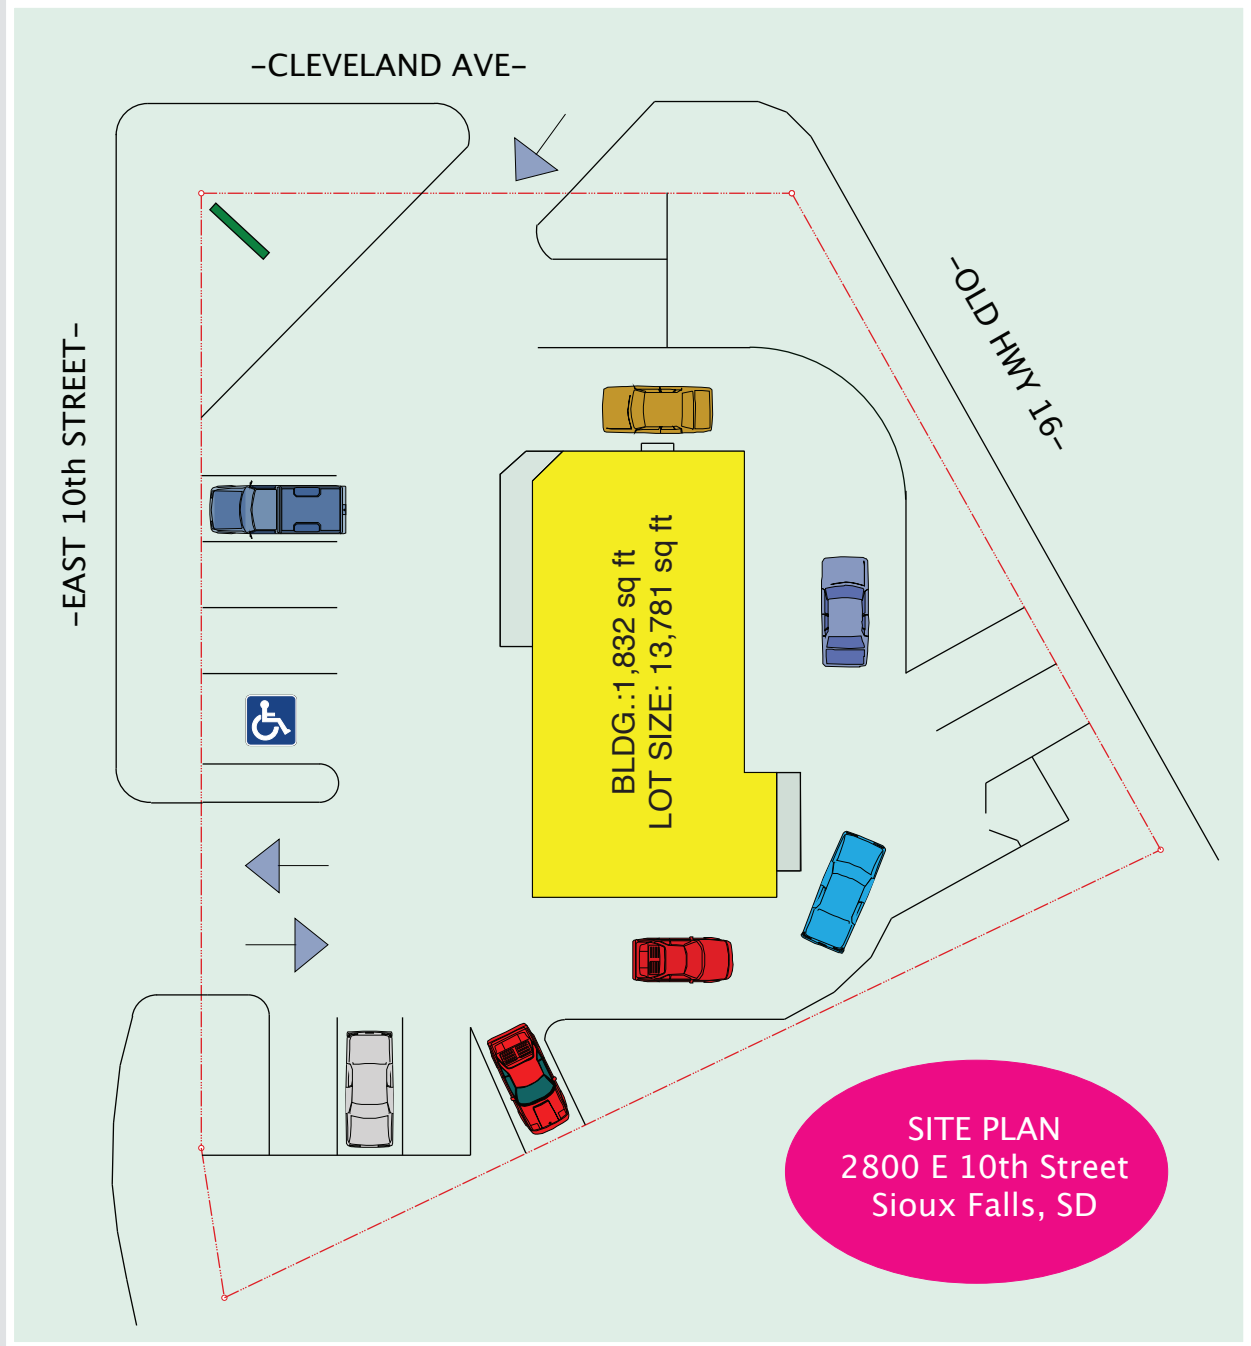 -CLEVELAND AVE-
-EAST 10th STREET-
-OLD HWY 16-
BLDG.:1,832 sq ft
LOT SIZE: 13,781 sq ft
SITE PLAN
2800 E 10th Street
Sioux Falls, SD